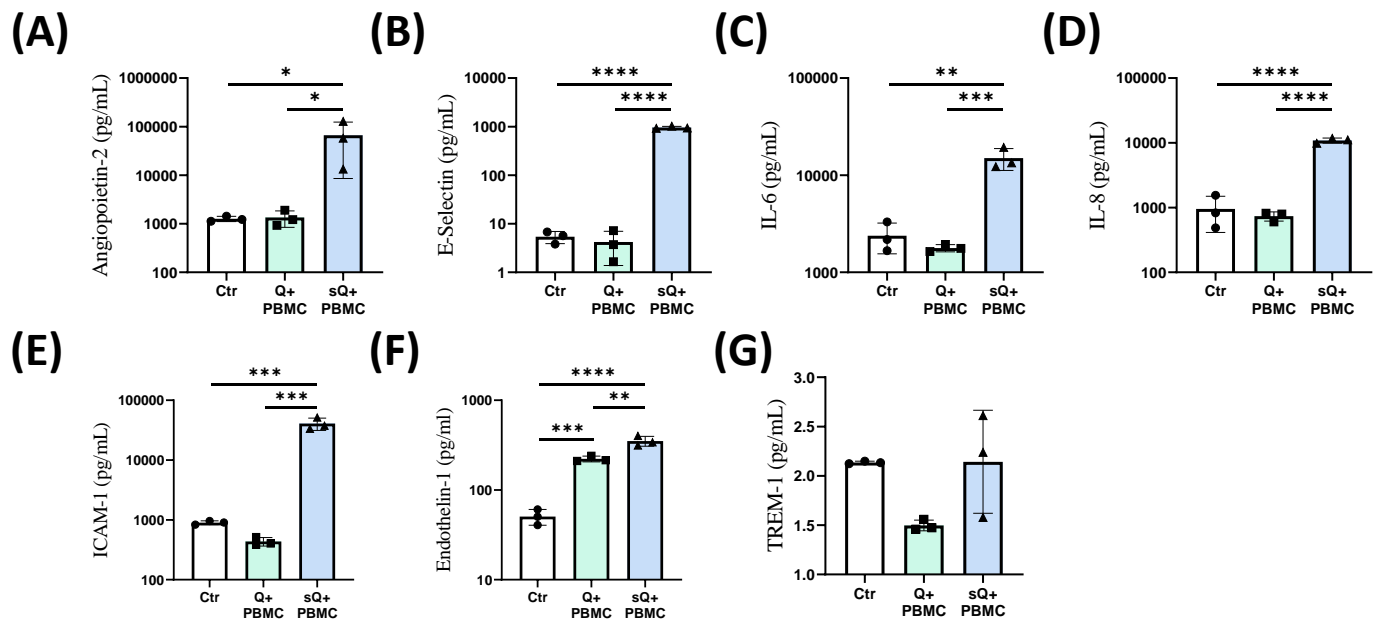 (A)
Angiopoietin-2 (pg/mL)
1000000
100000
10000
1000
100
*
*
Ctr
Q+
PBMC
sQ+
PBMC
(B)
E-Selectin (pg/mL)
10000
1000
100
10
1
****
****
Ctr
Q+
PBMC
sQ+
PBMC
(C)
IL-6 (pg/mL)
100000
10000
1000
**
***
Ctr
Q+
PBMC
sQ+
PBMC
(D)
IL-8 (pg/mL)
100000
10000
1000
100
****
****
Ctr
Q+
PBMC
sQ+
PBMC
(E)
ICAM-1 (pg/mL)
100000
10000
1000
100
***
***
Ctr
Q+
PBMC
sQ+
PBMC
(F)
Endothelin-1 (pg/ml)
1000
100
10
****
**
***
Ctr
Q+
PBMC
sQ+
PBMC
(G)
TREM-1 (pg/mL)
3.0
2.5
2.0
1.5
1.0
Ctr
Q+
PBMC
sQ+
PBMC